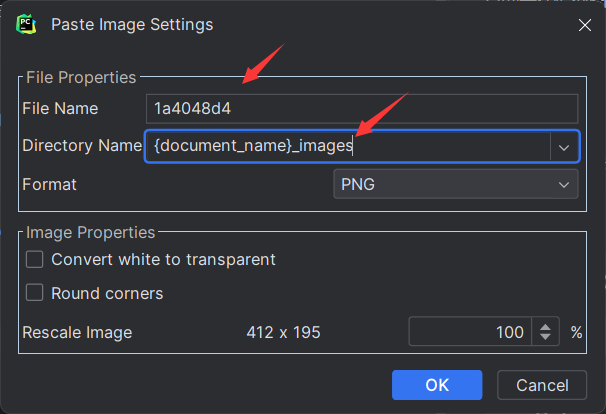 PC
Paste Image Settings
File Properties
File Name 1a4048d4
Directory Name {document_name}_images
Format PNG
Image Properties
Convert white to transparent
Round corners
Rescale Image 412 x 195 100 %
OK Cancel